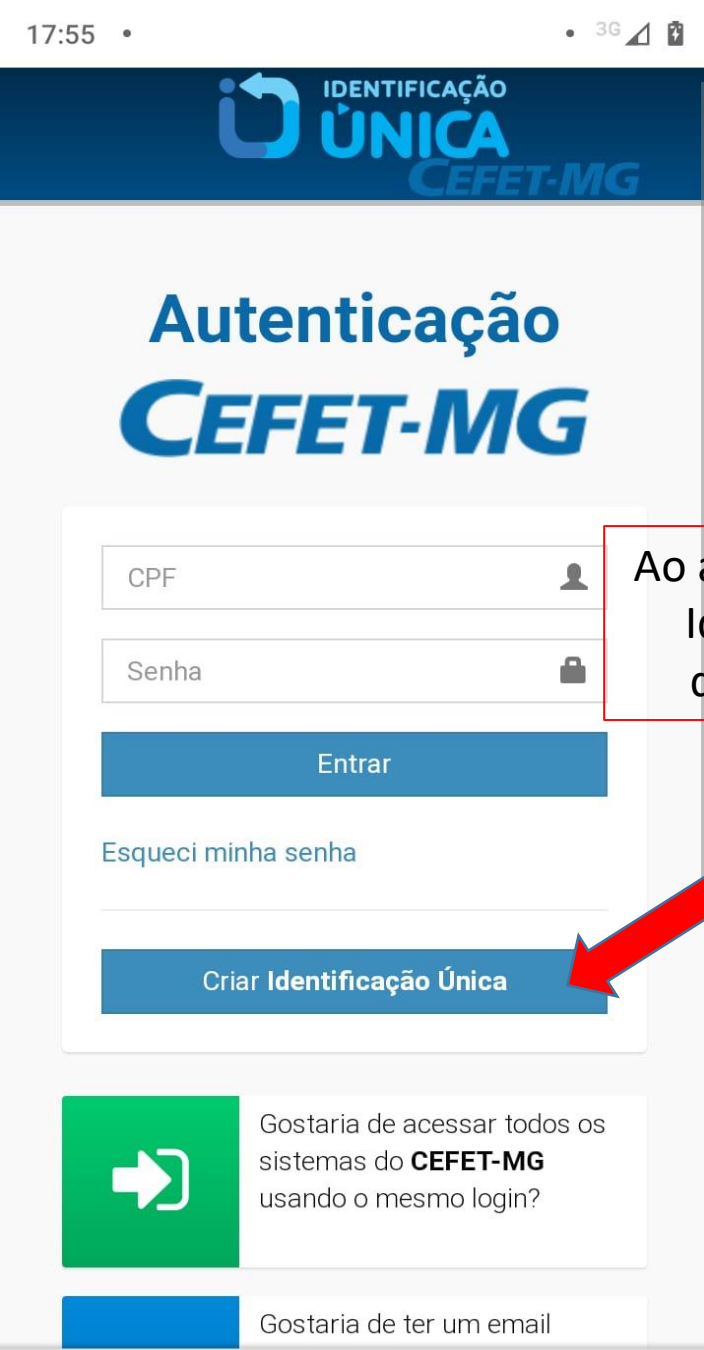 17:55
3G
IDENTIFICAÇÃO
ÚNICA
CEFET-MG
Autenticação
CEFET-MG
CPF
Ao
Senha
Entrar
Esqueci minha senha
Criar Identificação Única
Gostaria de acessar todos os
sistemas do CEFET-MG
usando o mesmo login?
Gostaria de ter um email